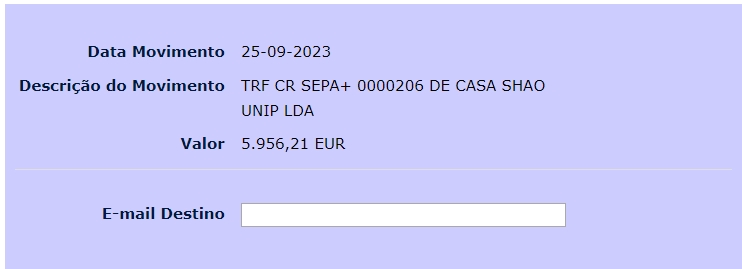 Data Movimento 25-09-2023
Descrição do Movimento TRF CR SEPA+ 0000206 DE CASA SHAO
UNIP LDA
Valor 5.956,21 EUR
E-mail Destino